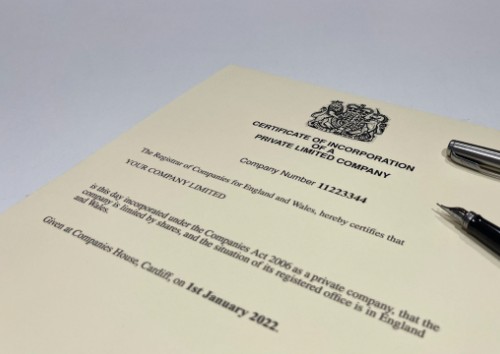 CERTIFICATE OF INCORPORATION
OF A
PRIVATE LIMITED COMPANY
Company Number 11223344
The Registrar of Companies for England and Wales, hereby certifies that
YOUR COMPANY LIMITED
is this day incorporated under the Companies Act 2006 as a private company, that the
company is limited by shares, and the situation of its registered office is in England
and Wales.
Given at Companies House, Cardiff, on 1st January 2022.